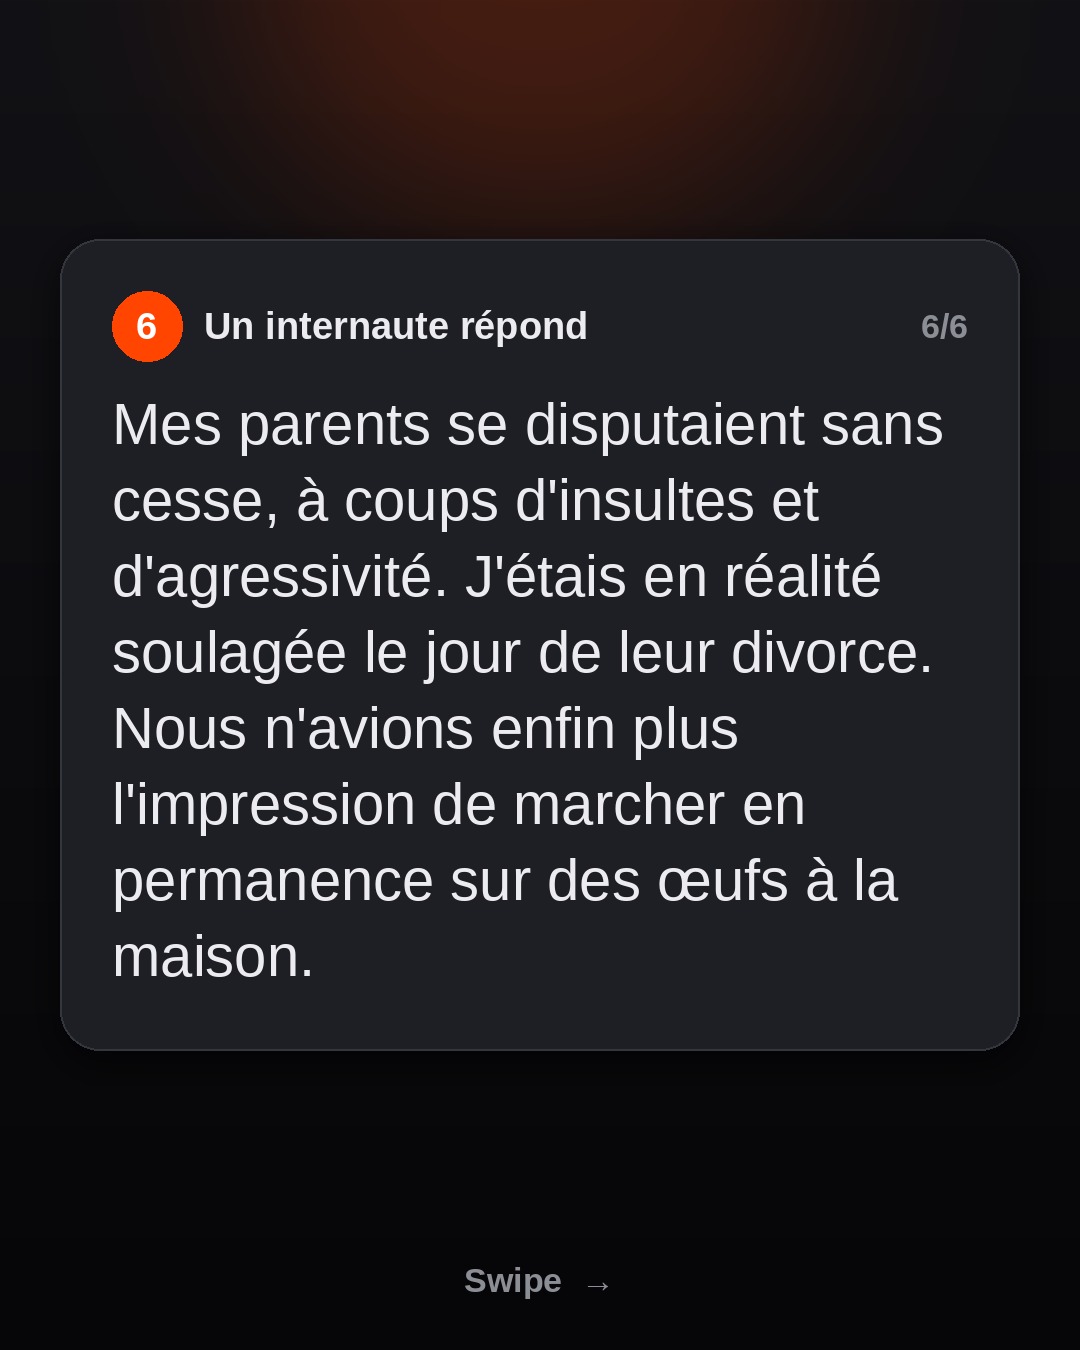 6 Un internaute répond 6/6
Mes parents se disputaient sans
cesse, à coups d'insultes et
d'agressivité. J'étais en réalité
soulagée le jour de leur divorce.
Nous n'avions enfin plus
l'impression de marcher en
permanence sur des œufs à la
maison.
Swipe →